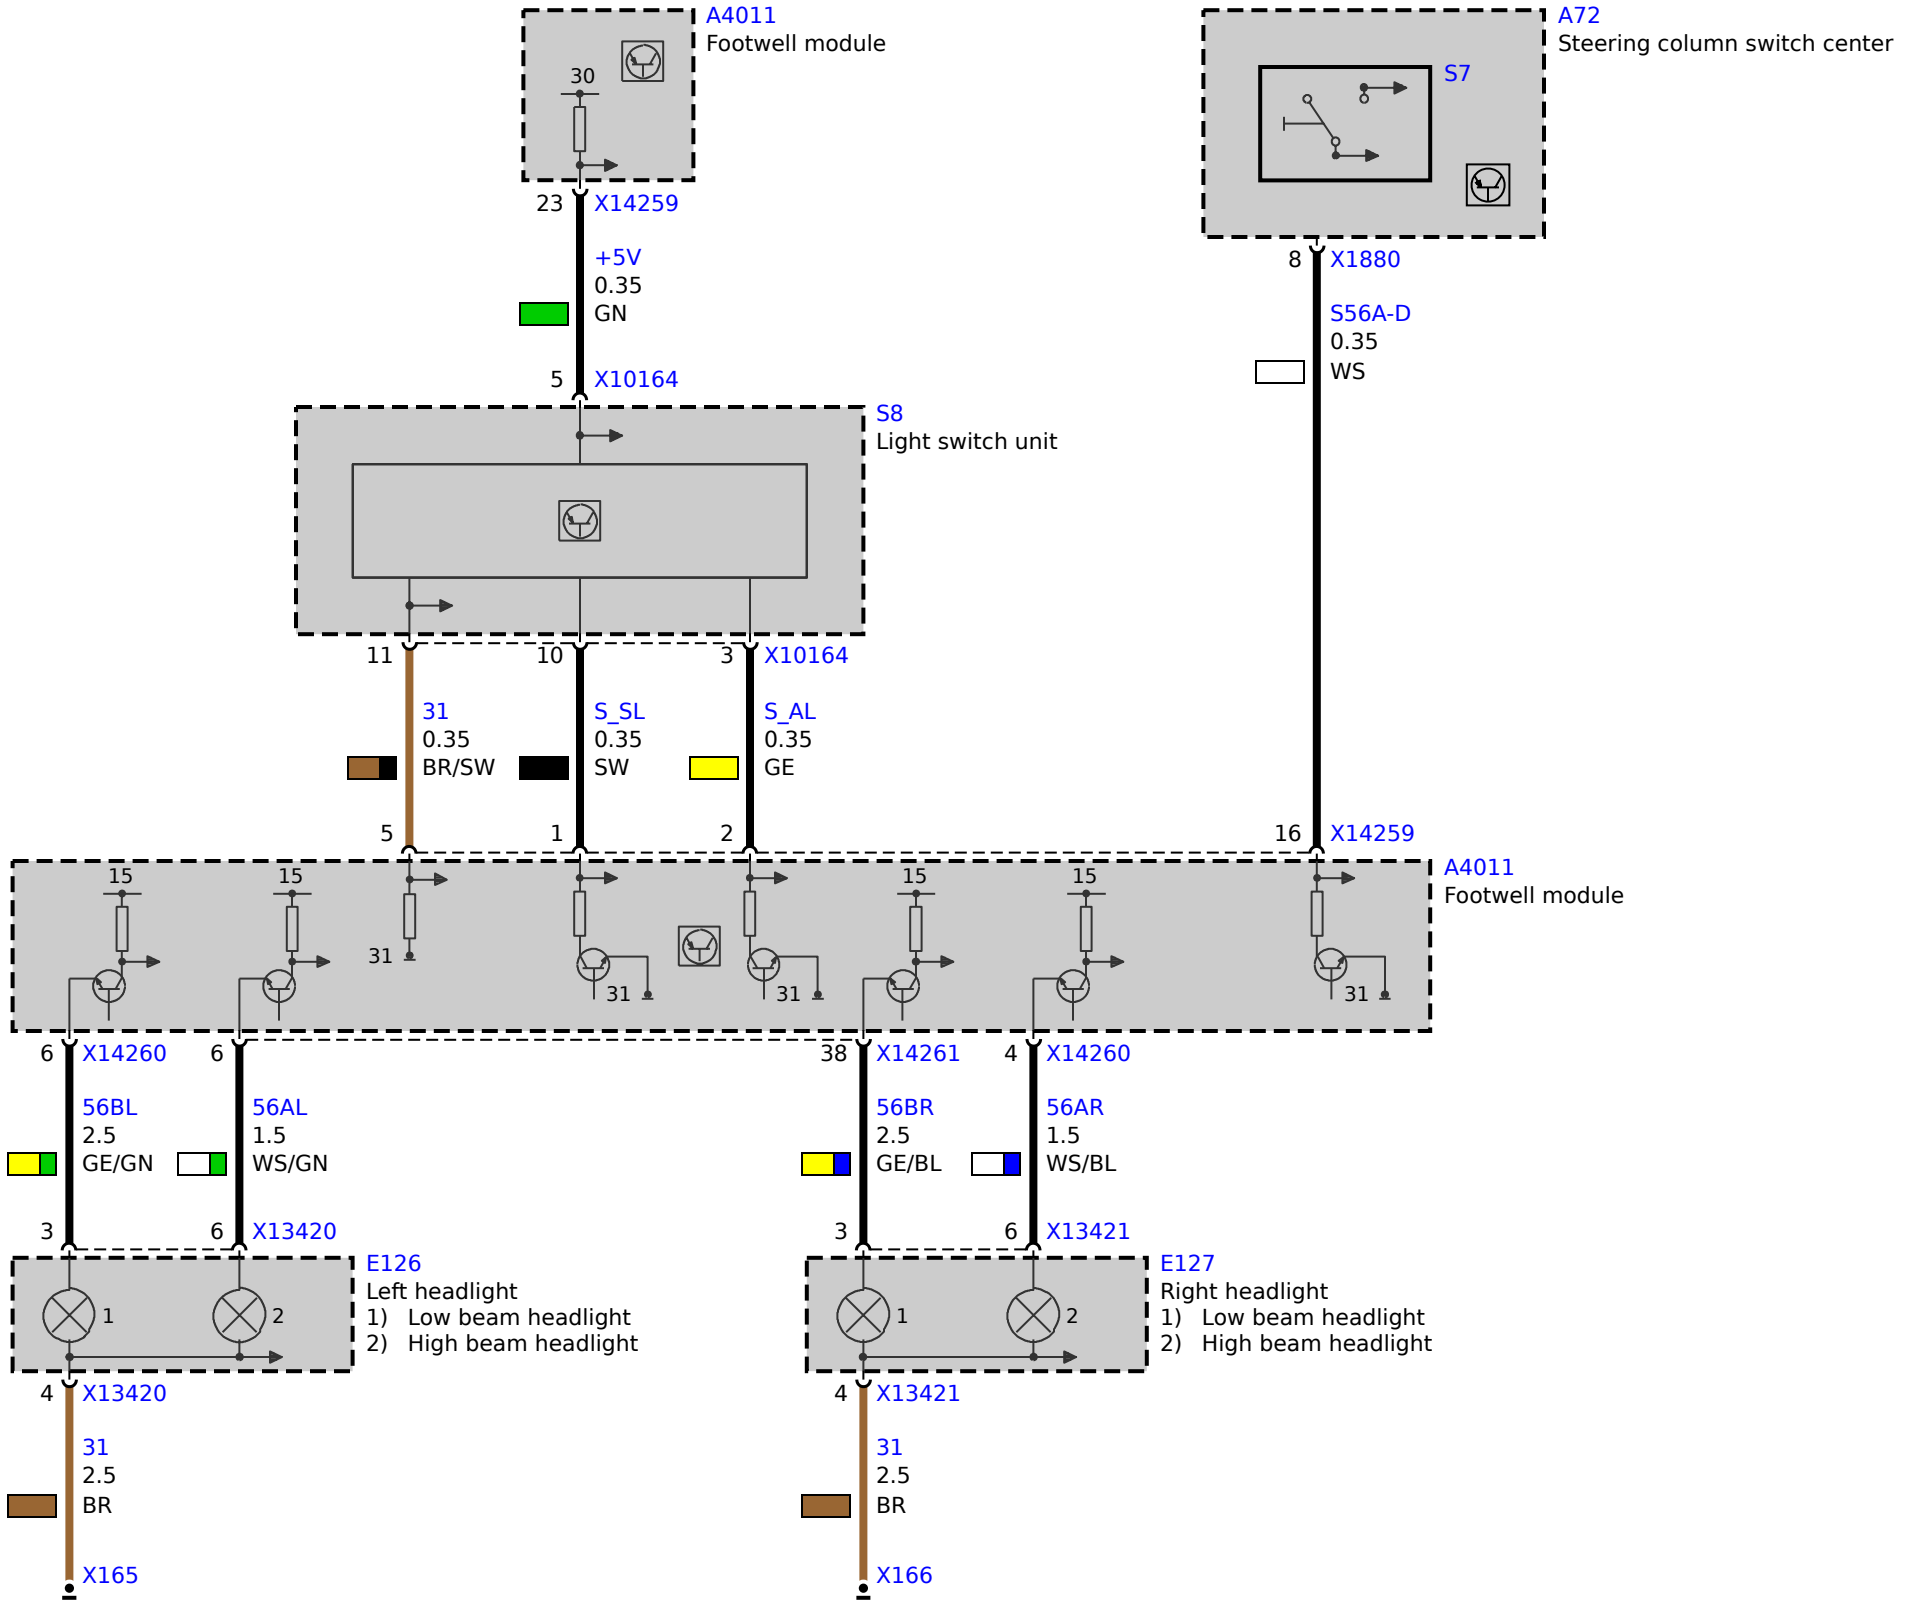 A4011
Footwell module
30
23 X14259
+5V
0.35
GN
5 X10164
A72
Steering column switch center
S7
8 X1880
S56A-D
0.35
WS
S8
Light switch unit
11 10 3 X10164
31 S_SL S_AL
0.35 0.35 0.35
BR/SW SW GE
5 1 2 16 X14259
A4011
Footwell module
15 15 15 15
31
31 31 31
6 X14260 6 38 X14261 4 X14260
56BL 56AL 56BR 56AR
2.5 1.5 2.5 1.5
GE/GN WS/GN GE/BL WS/BL
3 6 X13420 3 6 X13421
E126
Left headlight
1) Low beam headlight
2) High beam headlight
1 2
E127
Right headlight
1) Low beam headlight
2) High beam headlight
1 2
4 X13420 4 X13421
31 31
2.5 2.5
BR BR
X165 X166